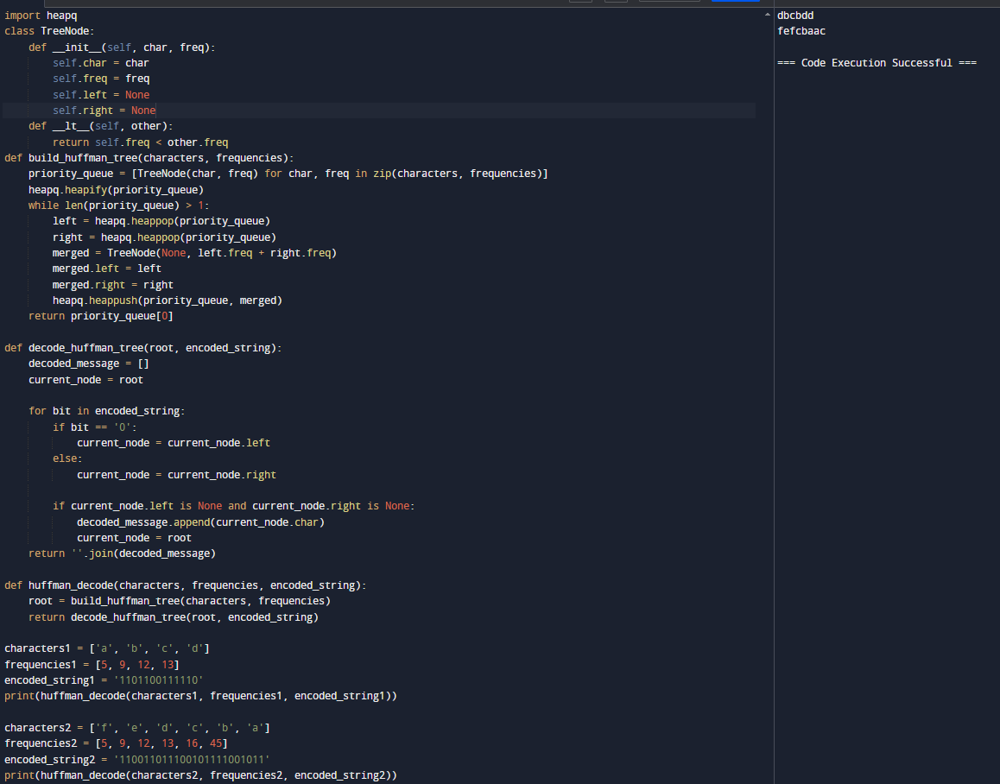 import heapq
class TreeNode:
    def __init__(self, char, freq):
        self.char = char
        self.freq = freq
        self.left = None
        self.right = None
    def __lt__(self, other):
        return self.freq < other.freq
def build_huffman_tree(characters, frequencies):
    priority_queue = [TreeNode(char, freq) for char, freq in zip(characters, frequencies)]
    heapq.heapify(priority_queue)
    while len(priority_queue) > 1:
        left = heapq.heappop(priority_queue)
        right = heapq.heappop(priority_queue)
        merged = TreeNode(None, left.freq + right.freq)
        merged.left = left
        merged.right = right
        heapq.heappush(priority_queue, merged)
    return priority_queue[0]

def decode_huffman_tree(root, encoded_string):
    decoded_message = []
    current_node = root

    for bit in encoded_string:
        if bit == '0':
            current_node = current_node.left
        else:
            current_node = current_node.right

        if current_node.left is None and current_node.right is None:
            decoded_message.append(current_node.char)
            current_node = root
    return ''.join(decoded_message)

def huffman_decode(characters, frequencies, encoded_string):
    root = build_huffman_tree(characters, frequencies)
    return decode_huffman_tree(root, encoded_string)

characters1 = ['a', 'b', 'c', 'd']
frequencies1 = [5, 9, 12, 13]
encoded_string1 = '1101100111110'
print(huffman_decode(characters1, frequencies1, encoded_string1))

characters2 = ['f', 'e', 'd', 'c', 'b', 'a']
frequencies2 = [5, 9, 12, 13, 16, 45]
encoded_string2 = '110011011100101111001011'
print(huffman_decode(characters2, frequencies2, encoded_string2))
dbcbdd
fefcbaac

=== Code Execution Successful ===